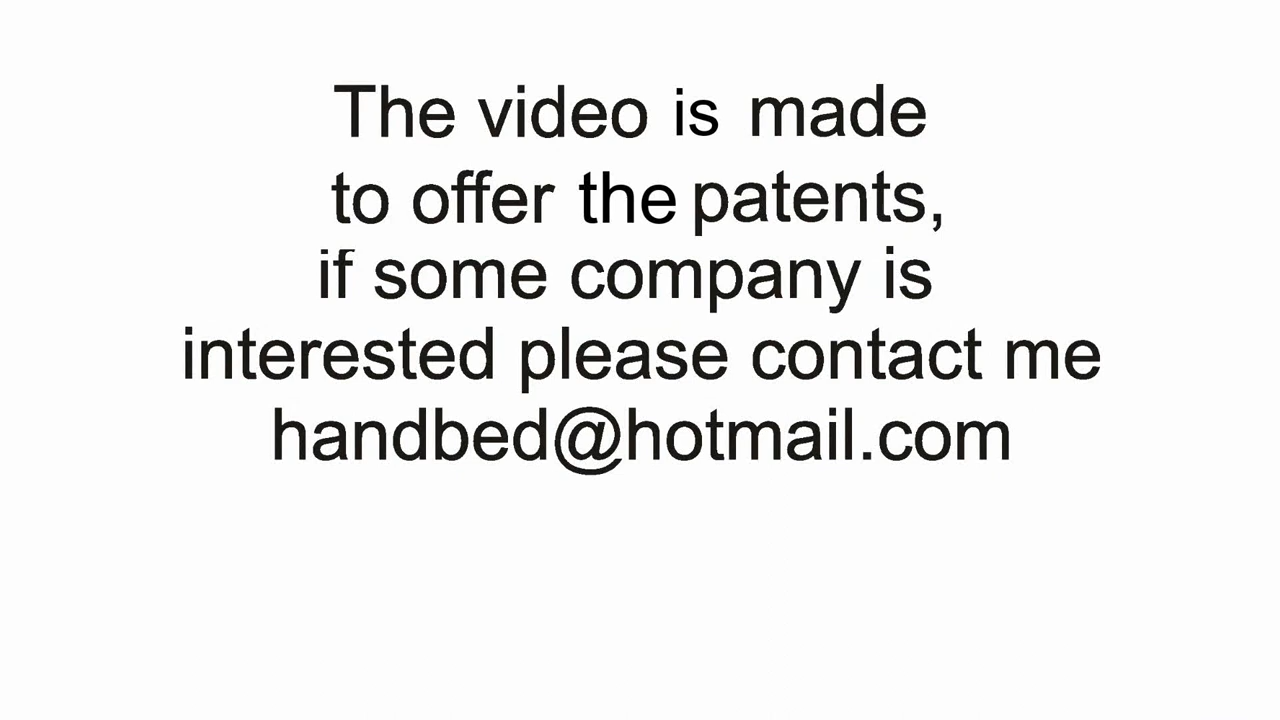 The video is made
to offer the patents,
if some company is
interested please contact me
handbed@hotmail.com